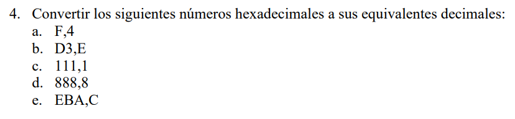 4. Convertir los siguientes números hexadecimales a sus equivalentes decimales:
a. F,4
b. D3,E
c. 111,1
d. 888,8
e. EBA,C